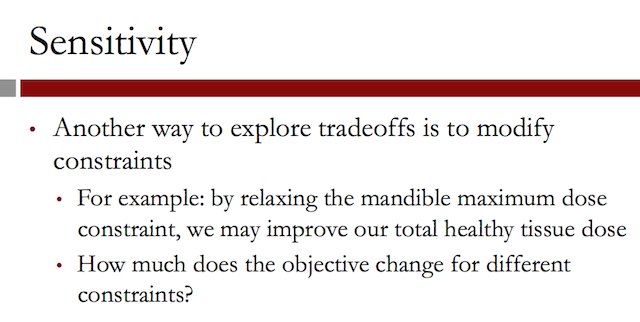 Sensitivity
• Another way to explore tradeoffs is to modify
constraints
• For example: by relaxing the mandible maximum dose
constraint, we may improve our total healthy tissue dose
• How much does the objective change for different
constraints?